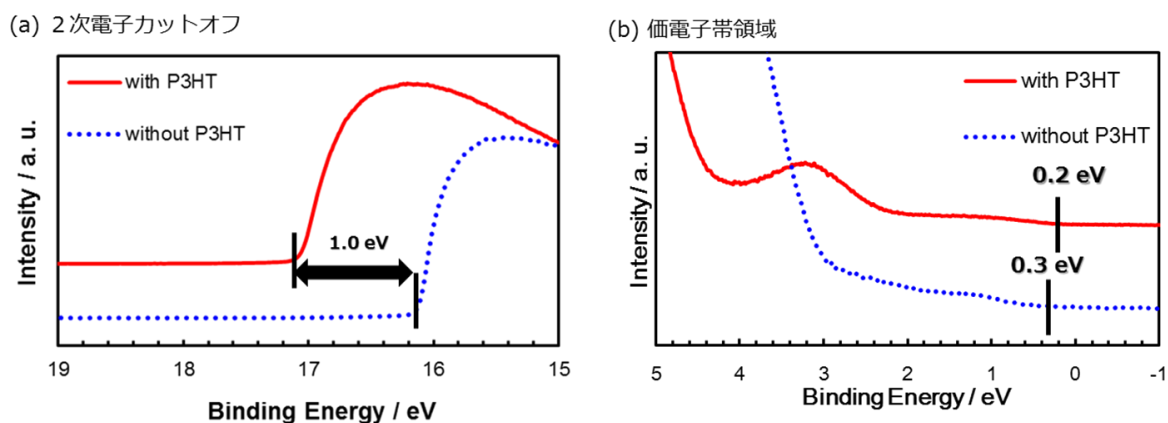 (a) ２次電子カットオフ
with P3HT
without P3HT
1.0 eV
Intensity / a. u.
19 18 17 16 15
Binding Energy / eV
(b) 価電子帯領域
with P3HT
without P3HT
0.2 eV
0.3 eV
Intensity / a. u.
5 4 3 2 1 0 -1
Binding Energy / eV